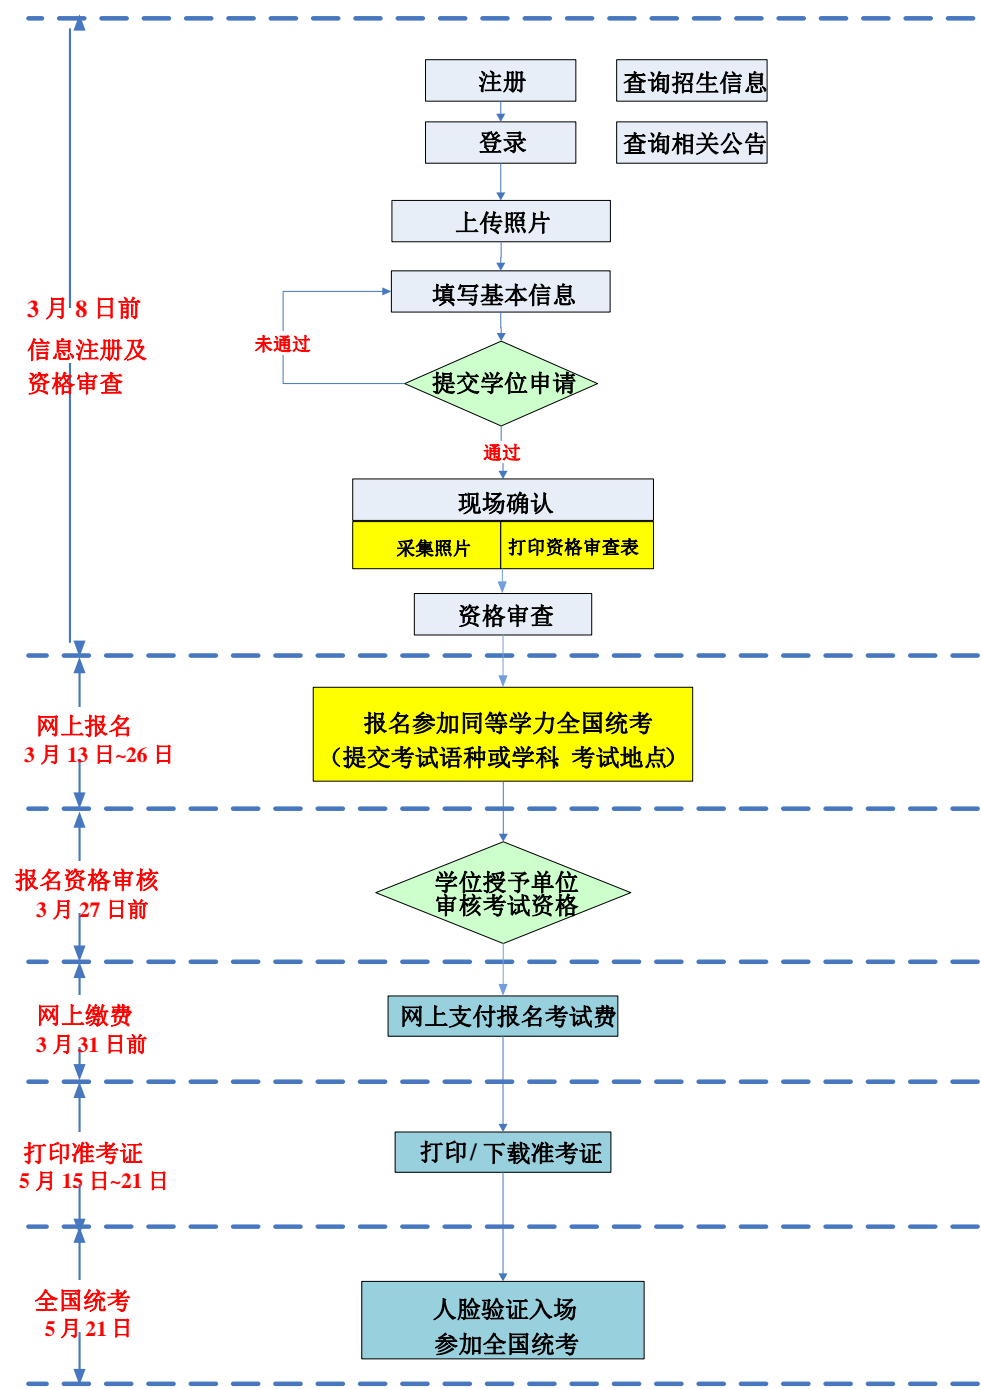 注册
查询招生信息
登录
查询相关公告
上传照片
填写基本信息
3月8日前
信息注册及
资格审查
未通过
提交学位申请
通过
现场确认
采集照片
打印资格审查表
资格审查
网上报名
3月13日~26日
报名参加同等学力全国统考
（提交考试语种或学科、考试地点）
报名资格审核
3月27日前
学位授予单位
审核考试资格
网上缴费
3月31日前
网上支付报名考试费
打印准考证
5月15日~21日
打印/下载准考证
全国统考
5月21日
人脸验证入场
参加全国统考